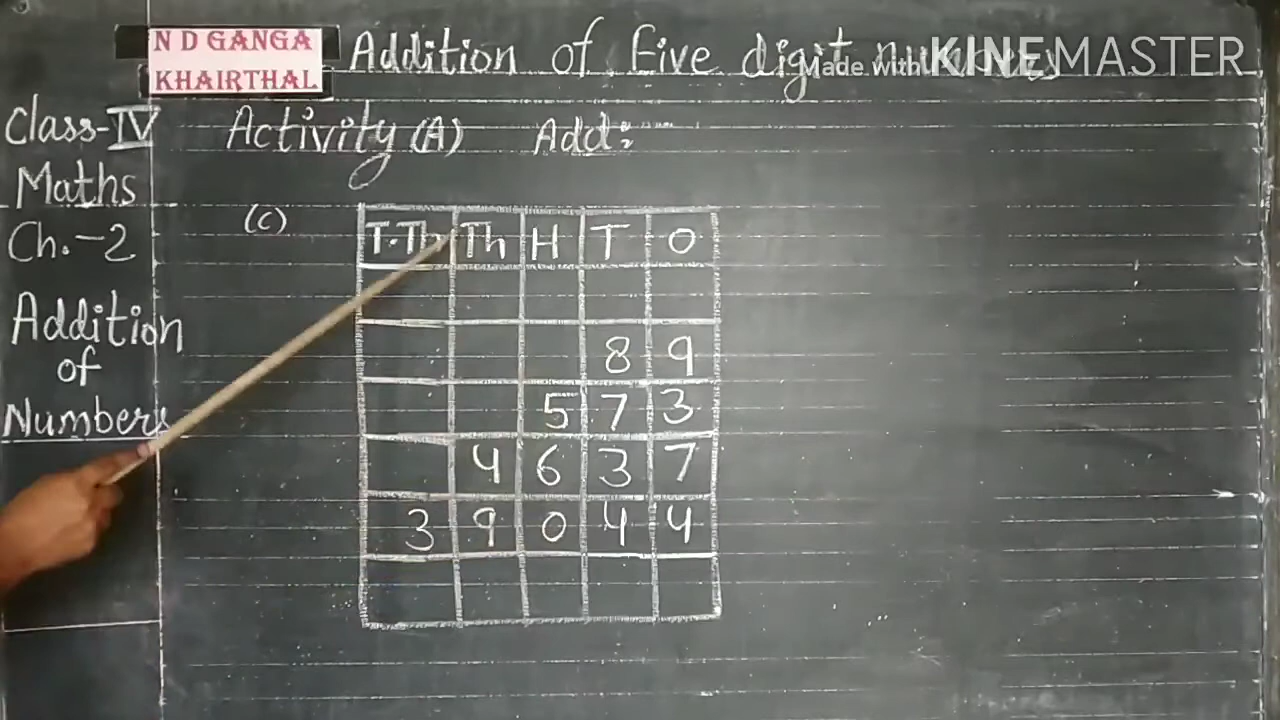 N D GANGA
KHAIRTHAL
Addition of Five digit numbers
Made with KINEMASTER
Class-IV
Maths
Ch.-2
Addition
of
Numbers
Activity (A) Add:
(C)
T.Th Th H T O
8 9
5 7 3
4 6 3 7
3 9 0 4 4